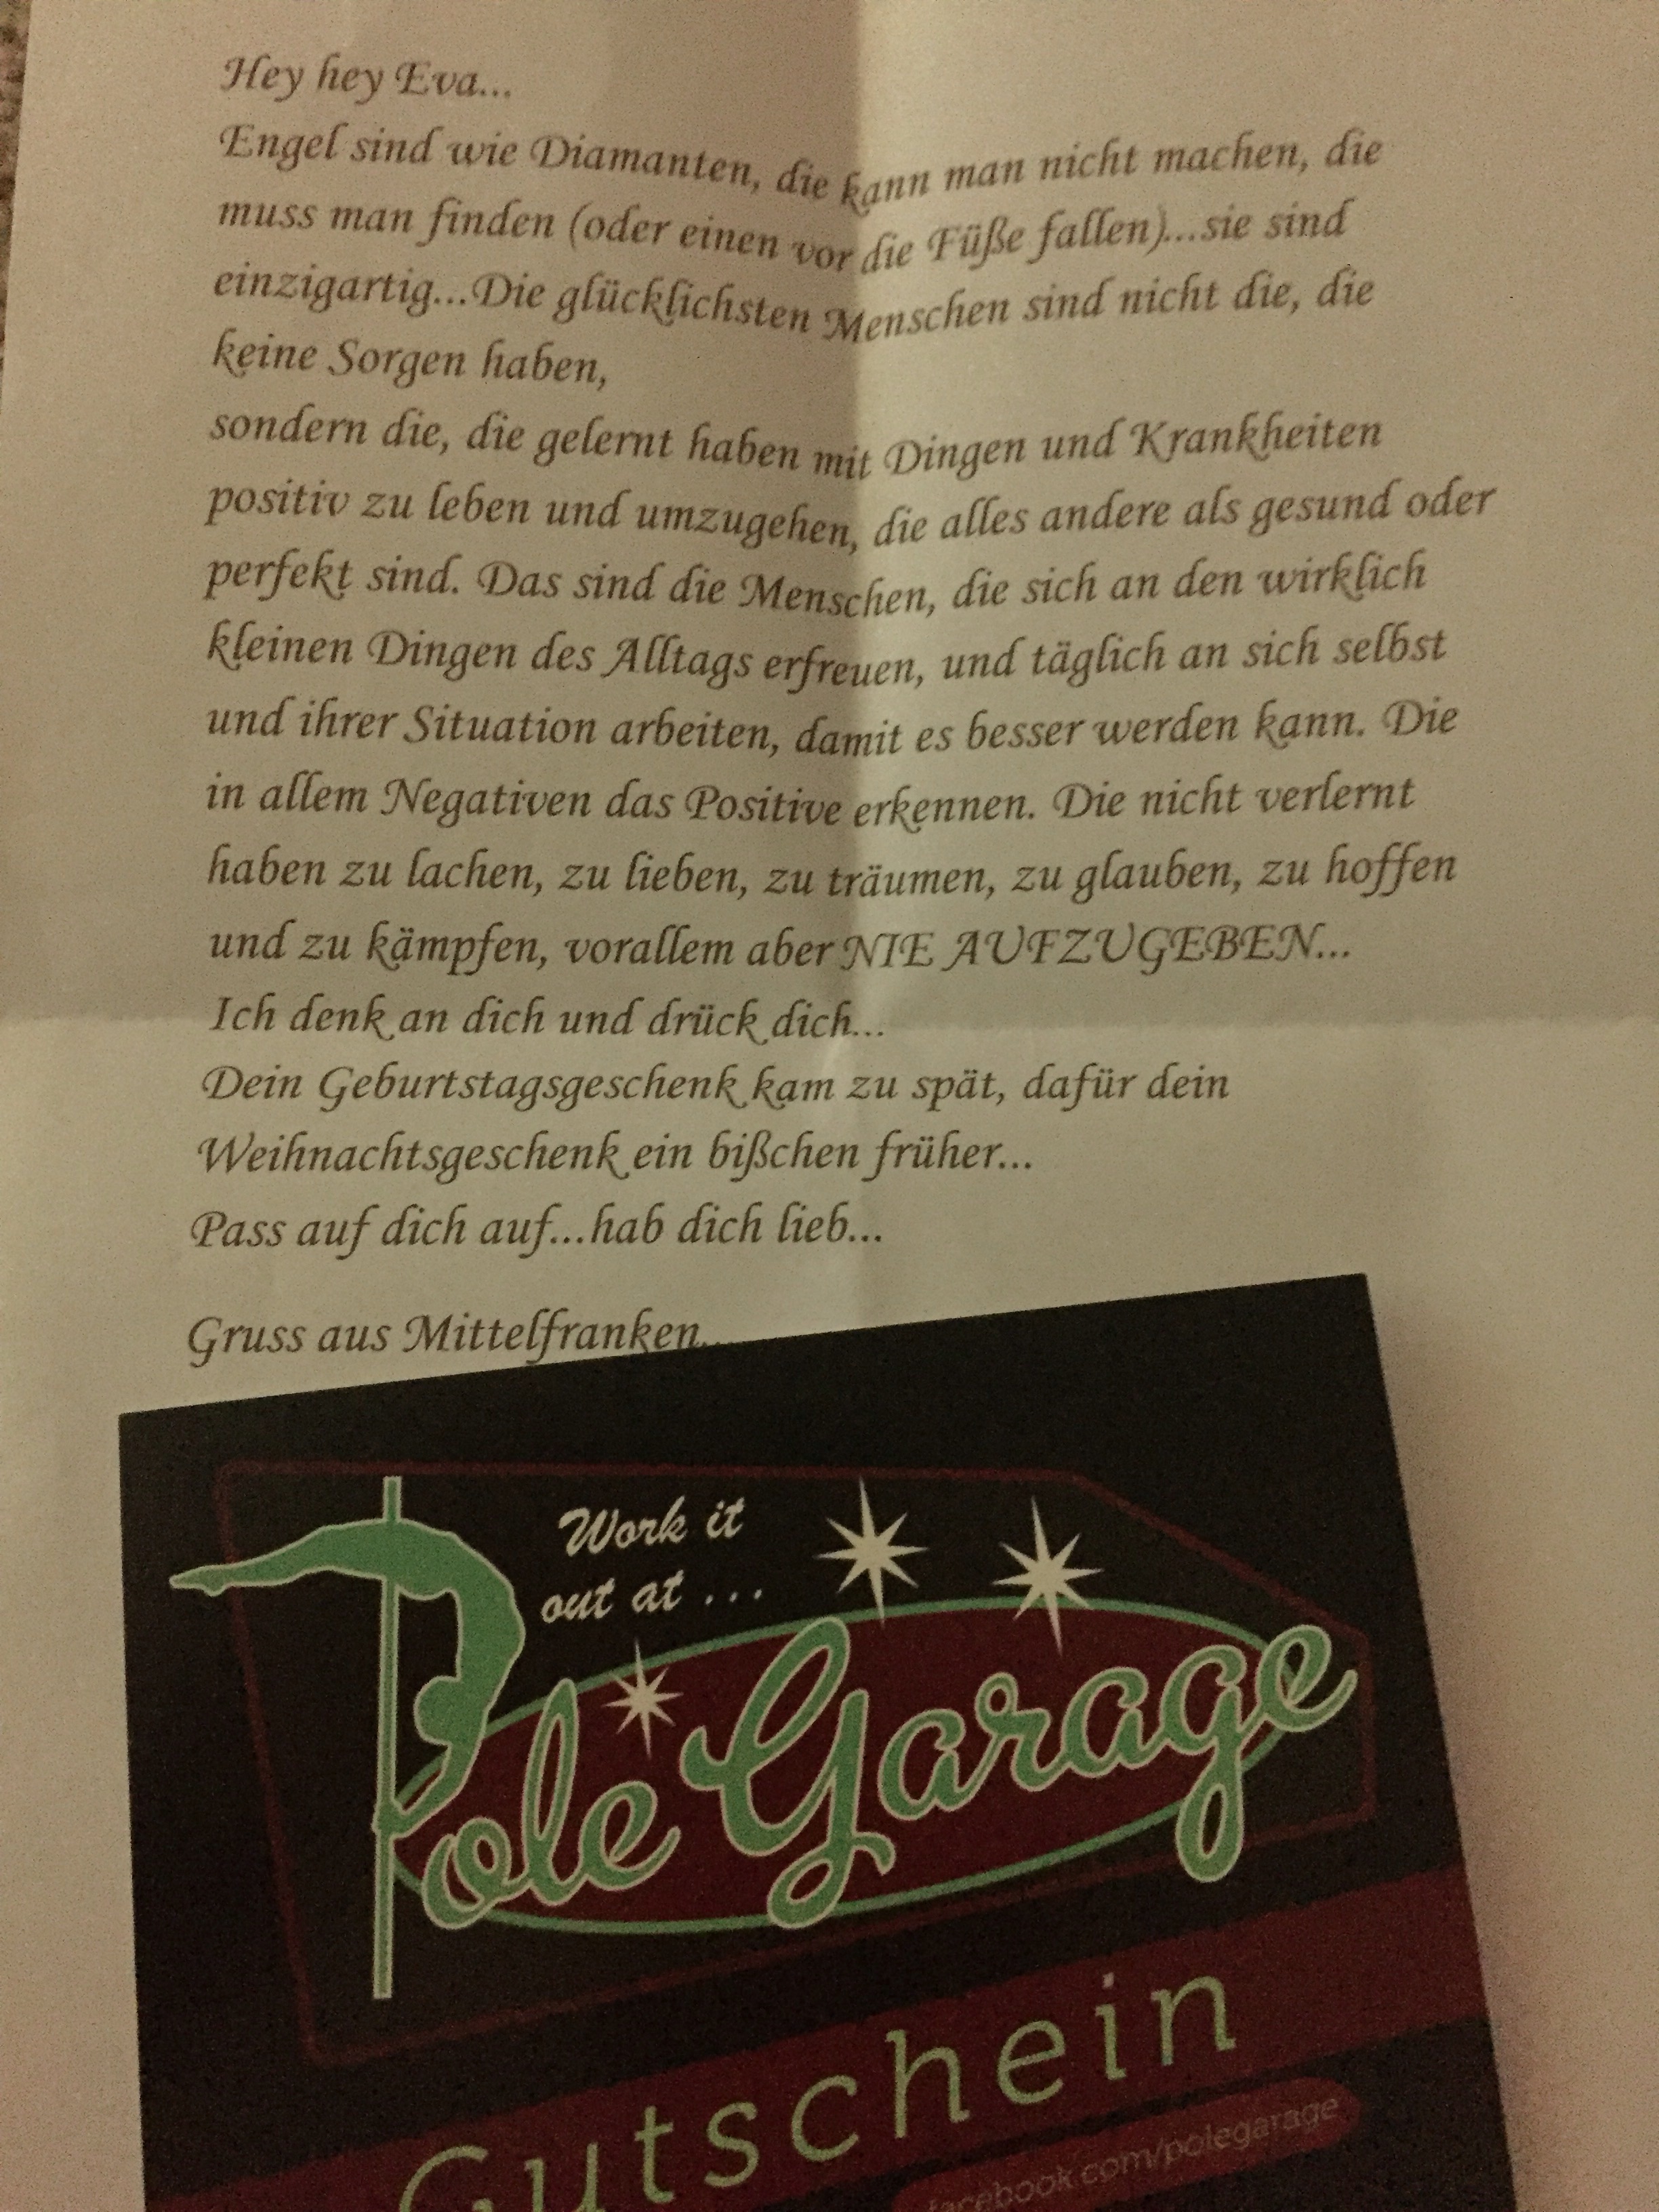 Hey hey Eva...
Engel sind wie Diamanten, die kann man nicht machen, die
muss man finden (oder einen vor die Füße fallen)...sie sind
einzigartig...Die glücklichsten Menschen sind nicht die, die
keine Sorgen haben,
sondern die, die gelernt haben mit Dingen und Krankheiten
positiv zu leben und umzugehen, die alles andere als gesund oder
perfekt sind. Das sind die Menschen, die sich an den wirklich
kleinen Dingen des Alltags erfreuen, und täglich an sich selbst
und ihrer Situation arbeiten, damit es besser werden kann. Die
in allem Negativen das Positive erkennen. Die nicht verlernt
haben zu lachen, zu lieben, zu träumen, zu glauben, zu hoffen
und zu kämpfen, vorallem aber NIE AUFZUGEBEN...
Ich denk an dich und drück dich...
Dein Geburtstagsgeschenk kam zu spät, dafür dein
Weihnachtsgeschenk ein bißchen früher...
Pass auf dich auf...hab dich lieb...
Gruss aus Mittelfranken...
Work it
out at ...
Pole Garage
Gutschein
facebook.com/polegarage